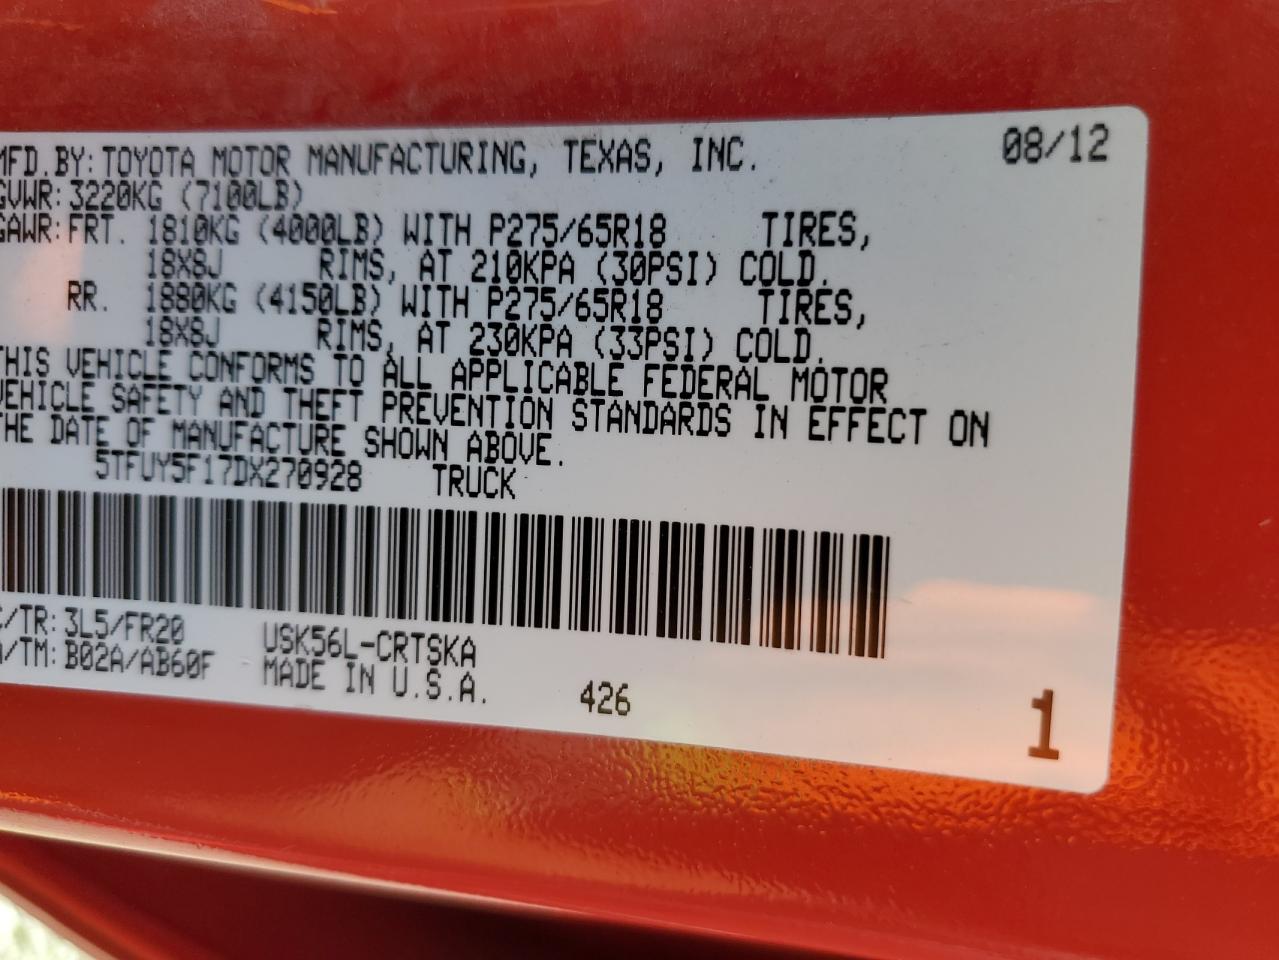 MFD.BY: TOYOTA MOTOR MANUFACTURING, TEXAS, INC. 08/12
GVWR: 3220KG (7100LB)
GAWR: FRT. 1810KG (4000LB) WITH P275/65R18 TIRES,
18X8J RIMS, AT 210KPA (30PSI) COLD.
RR. 1880KG (4150LB) WITH P275/65R18 TIRES,
18X8J RIMS, AT 230KPA (33PSI) COLD.
THIS VEHICLE CONFORMS TO ALL APPLICABLE FEDERAL MOTOR
VEHICLE SAFETY AND THEFT PREVENTION STANDARDS IN EFFECT ON
THE DATE OF MANUFACTURE SHOWN ABOVE.
5TFUY5F17DX270928 TRUCK
C/TR: 3L5/FR20 USK56L-CRTSKA
A/TM: B02A/AB60F MADE IN U.S.A. 426
1